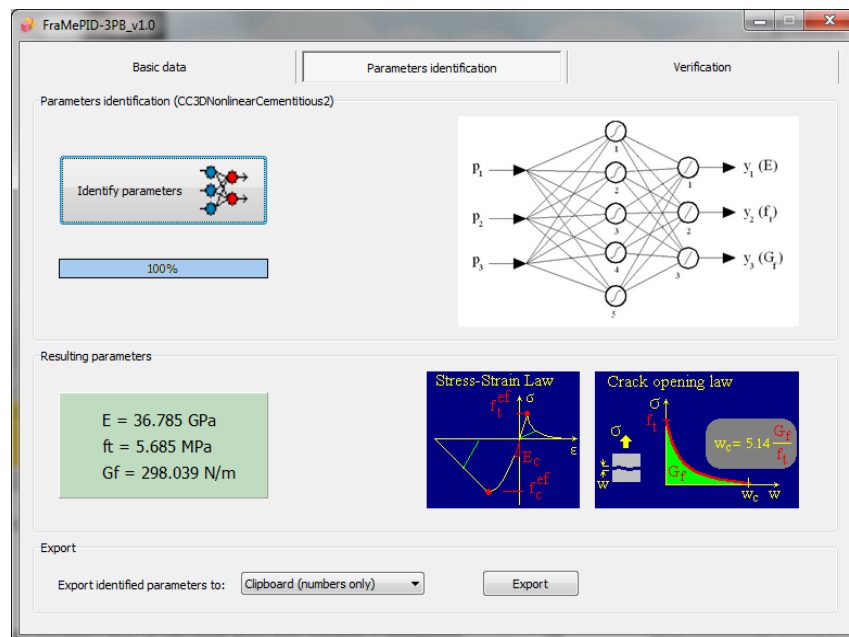 FraMePID-3PB_v1.0
Basic data
Parameters identification
Verification
Parameters identification (CC3DNonlinearCementitious2)
Identify parameters
100%
p1
p2
p3
1
2
3
4
5
1
2
3
y1 (E)
y2 (ft)
y3 (Gf)
Resulting parameters
E = 36.785 GPa
ft = 5.685 MPa
Gf = 298.039 N/m
Stress-Strain Law
ft^ef
σ
ε
Ec
fc^ef
Crack opening law
σ
ft
σ
w
wc = 5.14 Gf/ft
Gf
wc
w
Export
Export identified parameters to:
Clipboard (numbers only)
Export